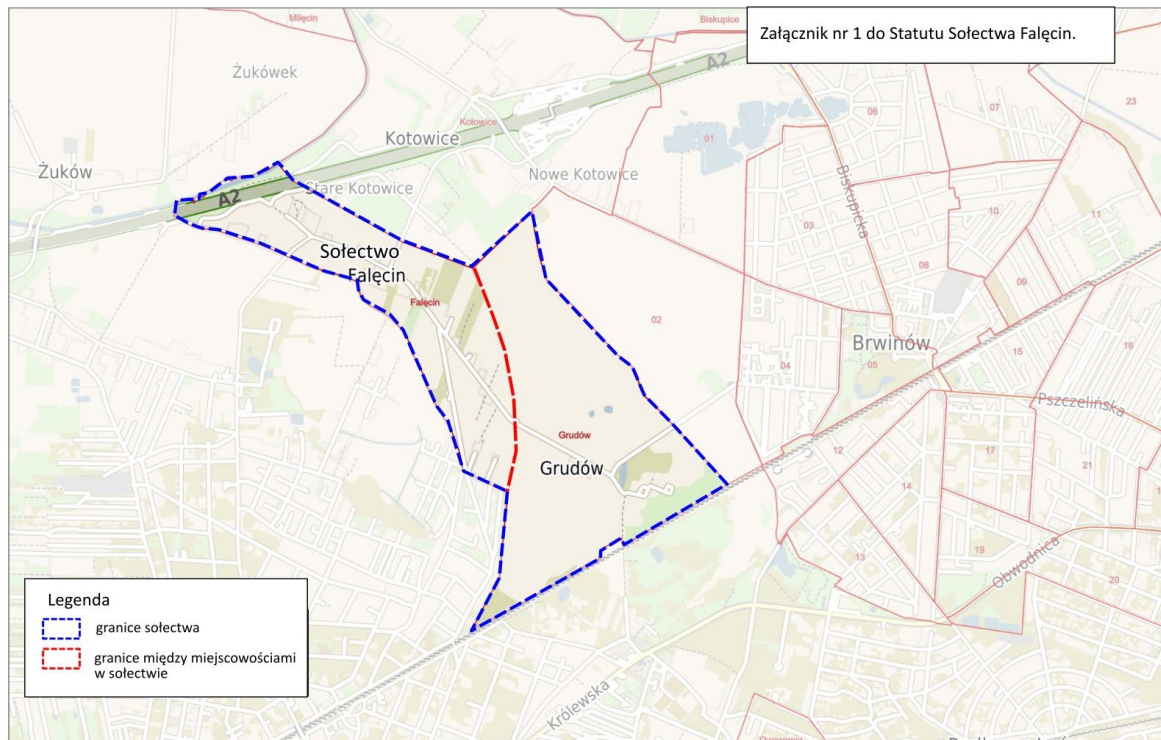 Milęcin
Biskupice
Załącznik nr 1 do Statutu Sołectwa Falęcin.
Żukówek
A2
23
06
07
Kotowice
Kotowice
01
Żuków
Nowe Kotowice
Stare Kotowice
Biskupicka
A2
10
11
03
Sołectwo
Falęcin
08
09
Falęcin
02
Brwinów
15
16
04
05
Pszczelińska
Grudów
Grudów
12
17
21
14
19
Obwodnica
13
20
Legenda
granice sołectwa
granice między miejscowościami
w sołectwie
Królewska